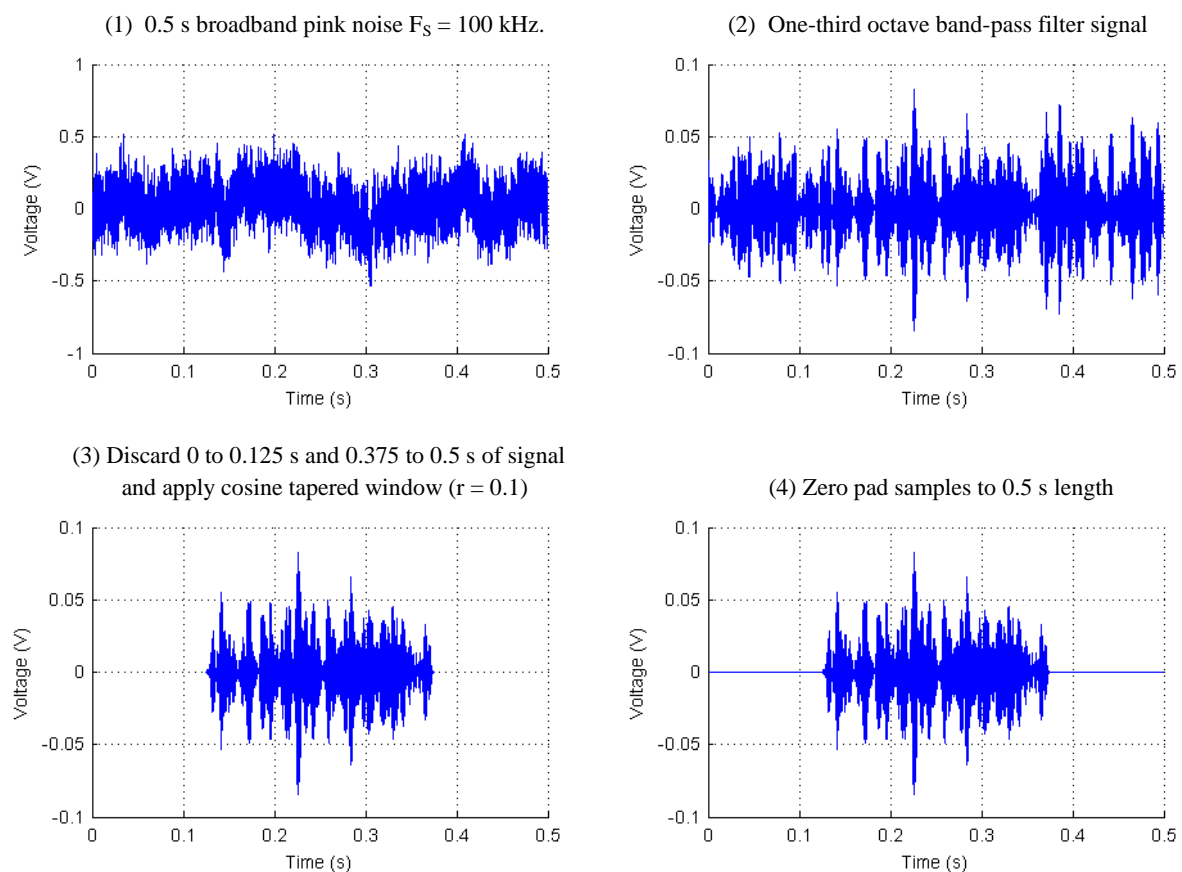 (1) 0.5 s broadband pink noise FS = 100 kHz.
1
0.5
0
-0.5
-1
Voltage (V)
0 0.1 0.2 0.3 0.4 0.5
Time (s)
(2) One-third octave band-pass filter signal
0.1
0.05
0
-0.05
-0.1
Voltage (V)
0 0.1 0.2 0.3 0.4 0.5
Time (s)
(3) Discard 0 to 0.125 s and 0.375 to 0.5 s of signal
and apply cosine tapered window (r = 0.1)
0.1
0.05
0
-0.05
-0.1
Voltage (V)
0 0.1 0.2 0.3 0.4 0.5
Time (s)
(4) Zero pad samples to 0.5 s length
0.1
0.05
0
-0.05
-0.1
Voltage (V)
0 0.1 0.2 0.3 0.4 0.5
Time (s)